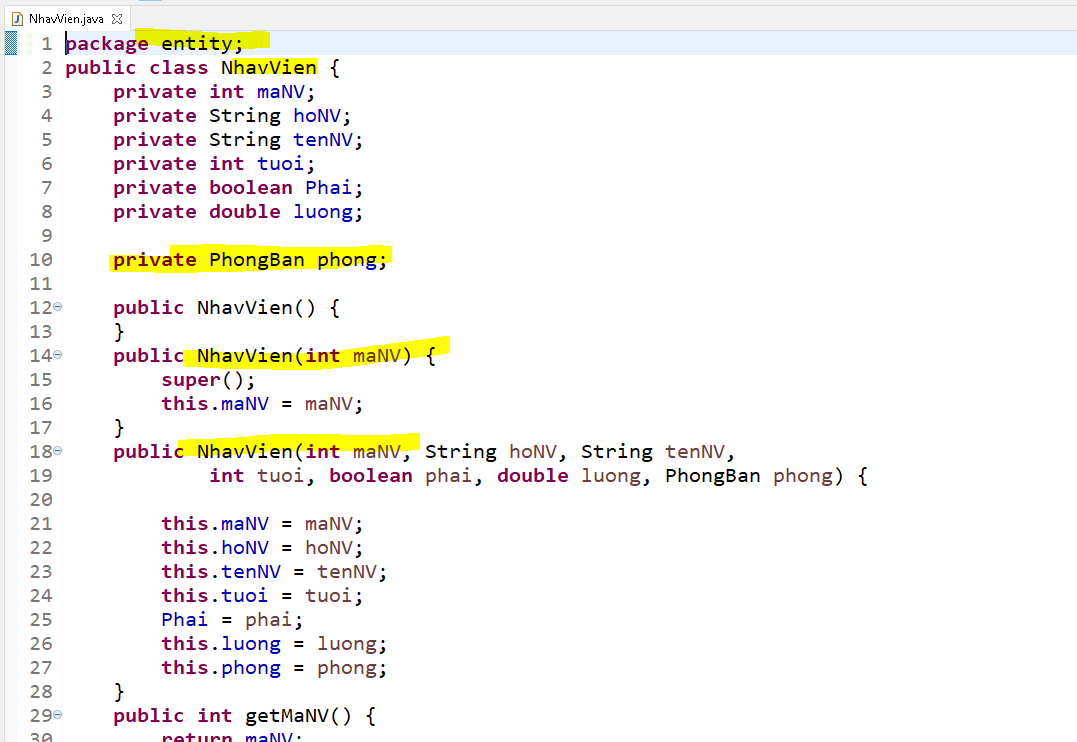 NhavVien.java
1 package entity;
2 public class NhavVien {
3 private int maNV;
4 private String hoNV;
5 private String tenNV;
6 private int tuoi;
7 private boolean Phai;
8 private double luong;
9
10 private PhongBan phong;
11
12 public NhavVien() {
13 }
14 public NhavVien(int maNV) {
15 super();
16 this.maNV = maNV;
17 }
18 public NhavVien(int maNV, String hoNV, String tenNV,
19 int tuoi, boolean phai, double luong, PhongBan phong) {
20
21 this.maNV = maNV;
22 this.hoNV = hoNV;
23 this.tenNV = tenNV;
24 this.tuoi = tuoi;
25 Phai = phai;
26 this.luong = luong;
27 this.phong = phong;
28 }
29 public int getMaNV() {
30 return maNV;